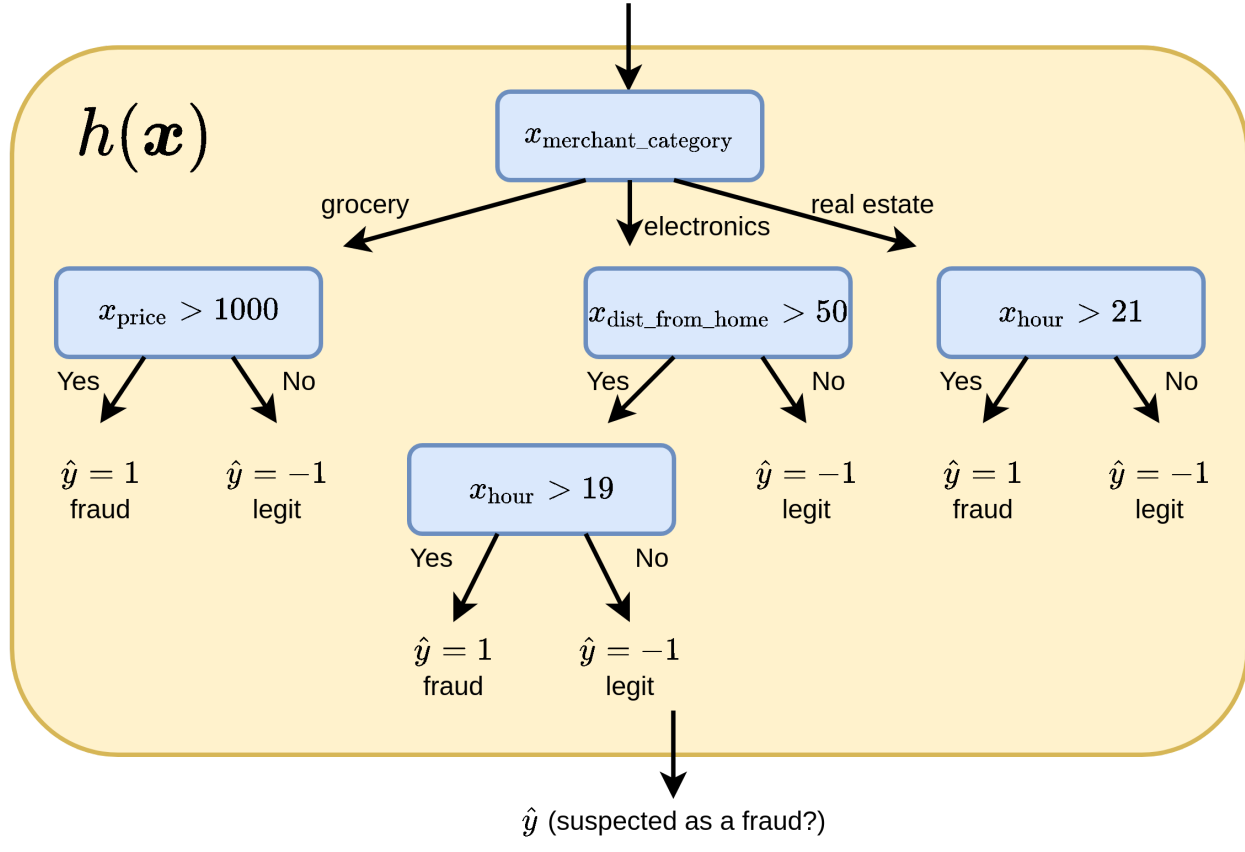 h(x)
x_merchant_category
grocery
electronics
real estate
x_price > 1000
x_dist_from_home > 50
x_hour > 21
Yes
No
Yes
No
Yes
No
ŷ = 1
fraud
ŷ = −1
legit
x_hour > 19
ŷ = −1
legit
ŷ = 1
fraud
ŷ = −1
legit
Yes
No
ŷ = 1
fraud
ŷ = −1
legit
ŷ (suspected as a fraud?)